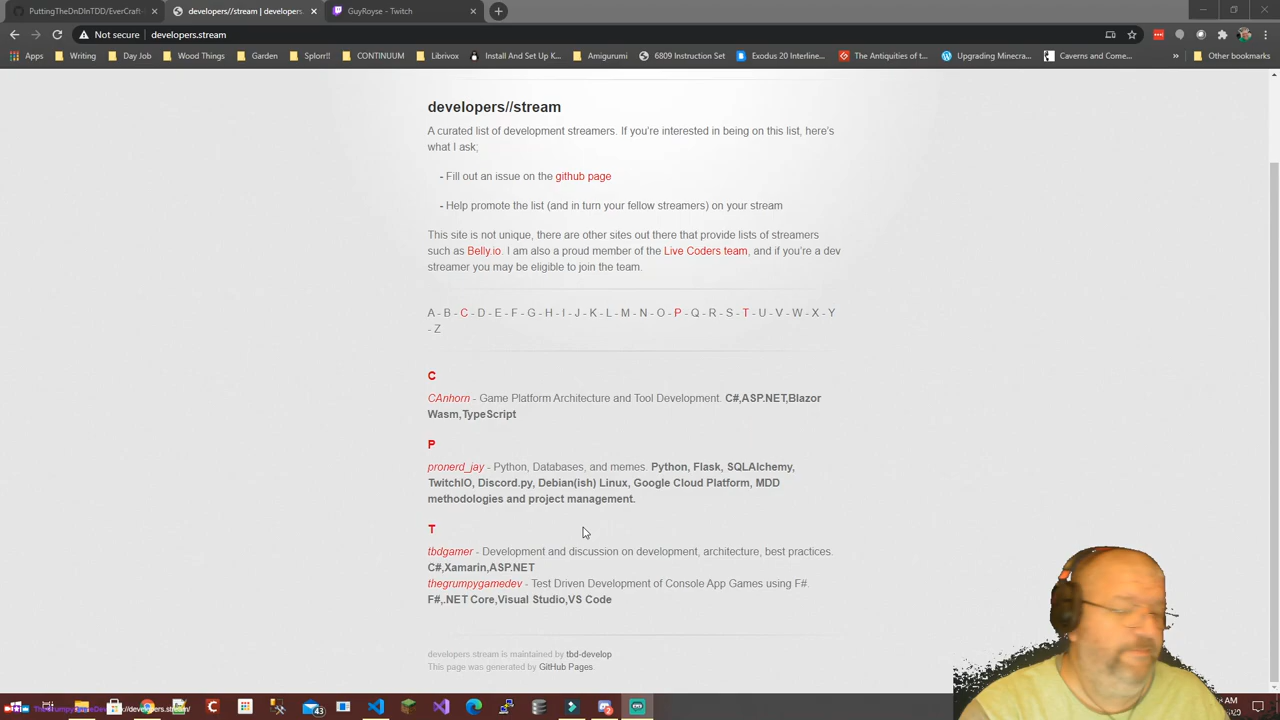 PuttingTheDnDInTDD/EverCraft-
developers//stream | developers.
GuyRoyse - Twitch
Not secure | developers.stream
Apps
Writing
Day Job
Wood Things
Garden
Splorr!!
CONTINUUM
Librivox
Install And Set Up K...
Amigurumi
6809 Instruction Set
Exodus 20 Interline...
The Antiquities of t...
Upgrading Minecra...
Caverns and Come...
»
Other bookmarks
developers//stream
A curated list of development streamers. If you're interested in being on this list, here's
what I ask;
- Fill out an issue on the github page
- Help promote the list (and in turn your fellow streamers) on your stream
This site is not unique, there are other sites out there that provide lists of streamers
such as Belly.io. I am also a proud member of the Live Coders team, and if you're a dev
streamer you may be eligible to join the team.
A - B - C - D - E - F - G - H - I - J - K - L - M - N - O - P - Q - R - S - T - U - V - W - X - Y
- Z
C
CAnhorn - Game Platform Architecture and Tool Development. C#,ASP.NET,Blazor
Wasm,TypeScript
P
pronerd_jay - Python, Databases, and memes. Python, Flask, SQLAlchemy,
TwitchIO, Discord.py, Debian(ish) Linux, Google Cloud Platform, MDD
methodologies and project management.
T
tbdgamer - Development and discussion on development, architecture, best practices.
C#,Xamarin,ASP.NET
thegrumpygamedev - Test Driven Development of Console App Games using F#.
F#,.NET Core,Visual Studio,VS Code
developers.stream is maintained by tbd-develop
This page was generated by GitHub Pages.
developers.stream/
43
2